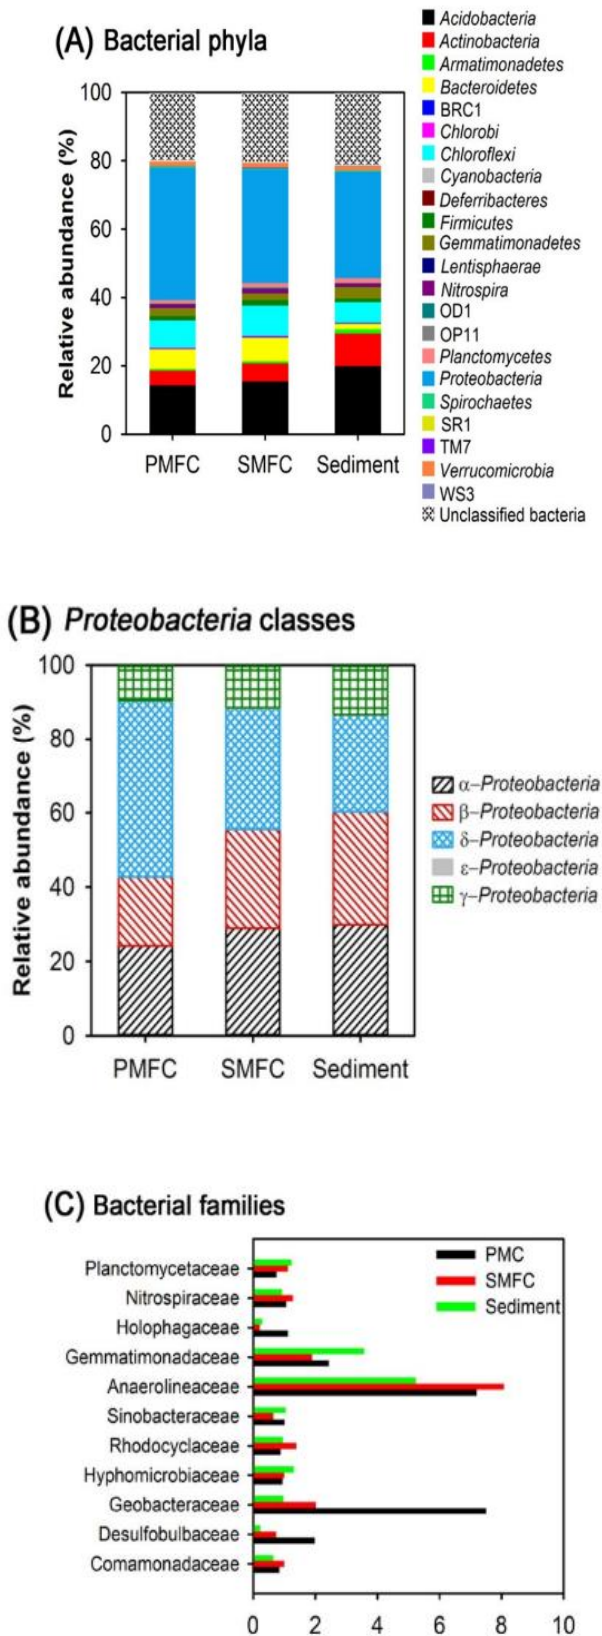 (A) Bacterial phyla
Relative abundance (%)
100
80
60
40
20
0
PMFC SMFC Sediment
Acidobacteria
Actinobacteria
Armatimonadetes
Bacteroidetes
BRC1
Chlorobi
Chloroflexi
Cyanobacteria
Deferribacteres
Firmicutes
Gemmatimonadetes
Lentisphaerae
Nitrospira
OD1
OP11
Planctomycetes
Proteobacteria
Spirochaetes
SR1
TM7
Verrucomicrobia
WS3
Unclassified bacteria
(B) Proteobacteria classes
Relative abundance (%)
100
80
60
40
20
0
PMFC SMFC Sediment
α–Proteobacteria
β–Proteobacteria
δ–Proteobacteria
ε–Proteobacteria
γ–Proteobacteria
(C) Bacterial families
Planctomycetaceae
Nitrospiraceae
Holophagaceae
Gemmatimonadaceae
Anaerolineaceae
Sinobacteraceae
Rhodocyclaceae
Hyphomicrobiaceae
Geobacteraceae
Desulfobulbaceae
Comamonadaceae
PMC
SMFC
Sediment
0 2 4 6 8 10